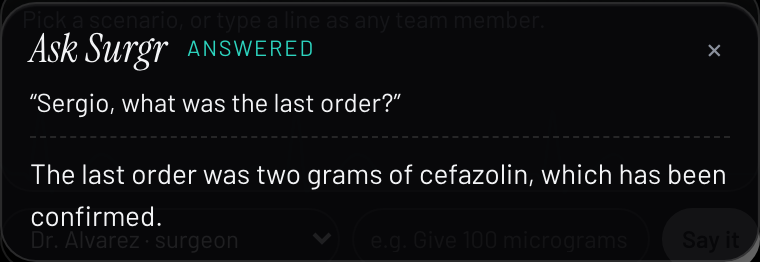 Pick a scenario, or type a line as any team member.
Ask Surgr ANSWERED ×
“Sergio, what was the last order?”
The last order was two grams of cefazolin, which has been
confirmed.
Dr. Alvarez · surgeon e.g. Give 100 micrograms Say it